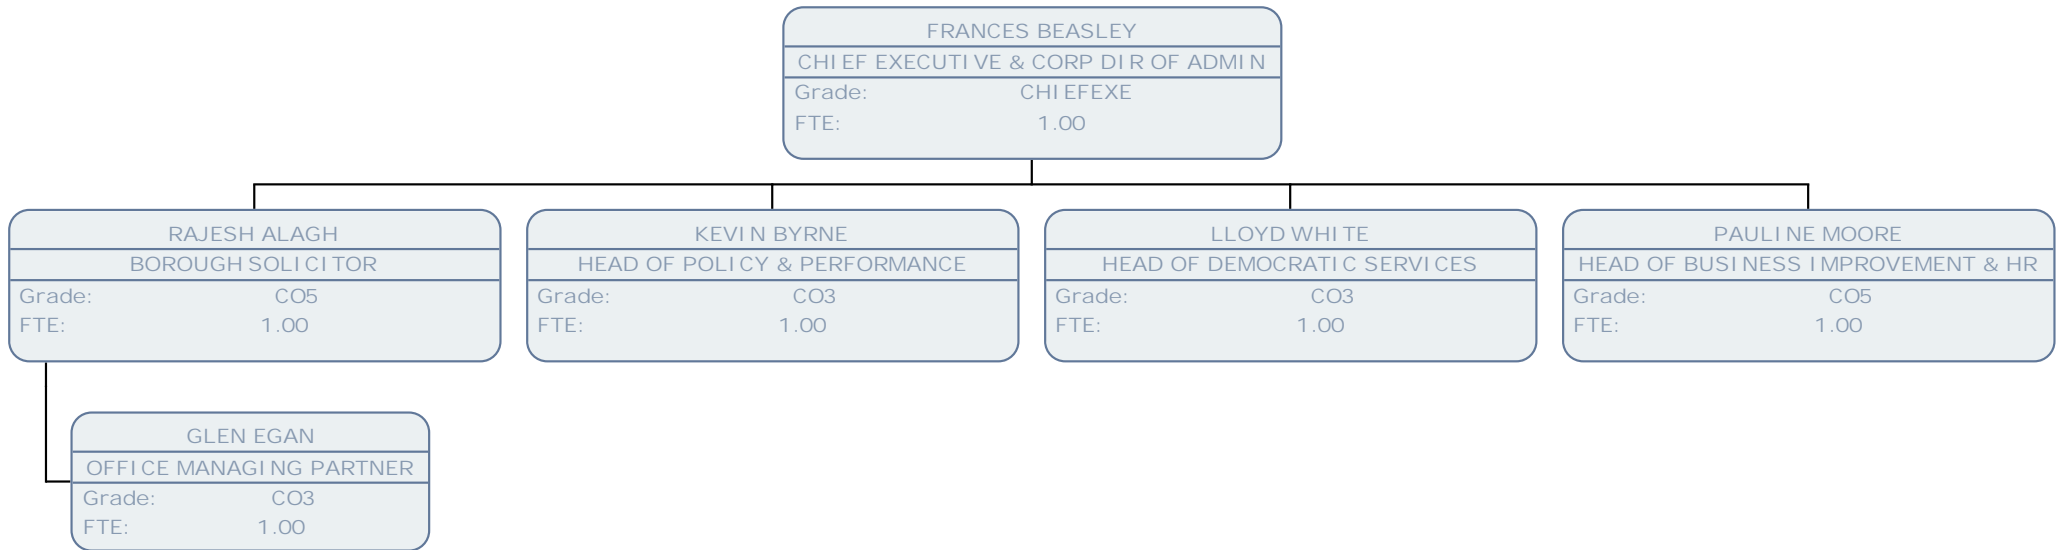 FRANCES BEASLEY
CHIEF EXECUTIVE & CORP DIR OF ADMIN
Grade: CHIEFEXE
FTE: 1.00
RAJESH ALAGH
BOROUGH SOLICITOR
Grade: CO5
FTE: 1.00
KEVIN BYRNE
HEAD OF POLICY & PERFORMANCE
Grade: CO3
FTE: 1.00
LLOYD WHITE
HEAD OF DEMOCRATIC SERVICES
Grade: CO3
FTE: 1.00
PAULINE MOORE
HEAD OF BUSINESS IMPROVEMENT & HR
Grade: CO5
FTE: 1.00
GLEN EGAN
OFFICE MANAGING PARTNER
Grade: CO3
FTE: 1.00